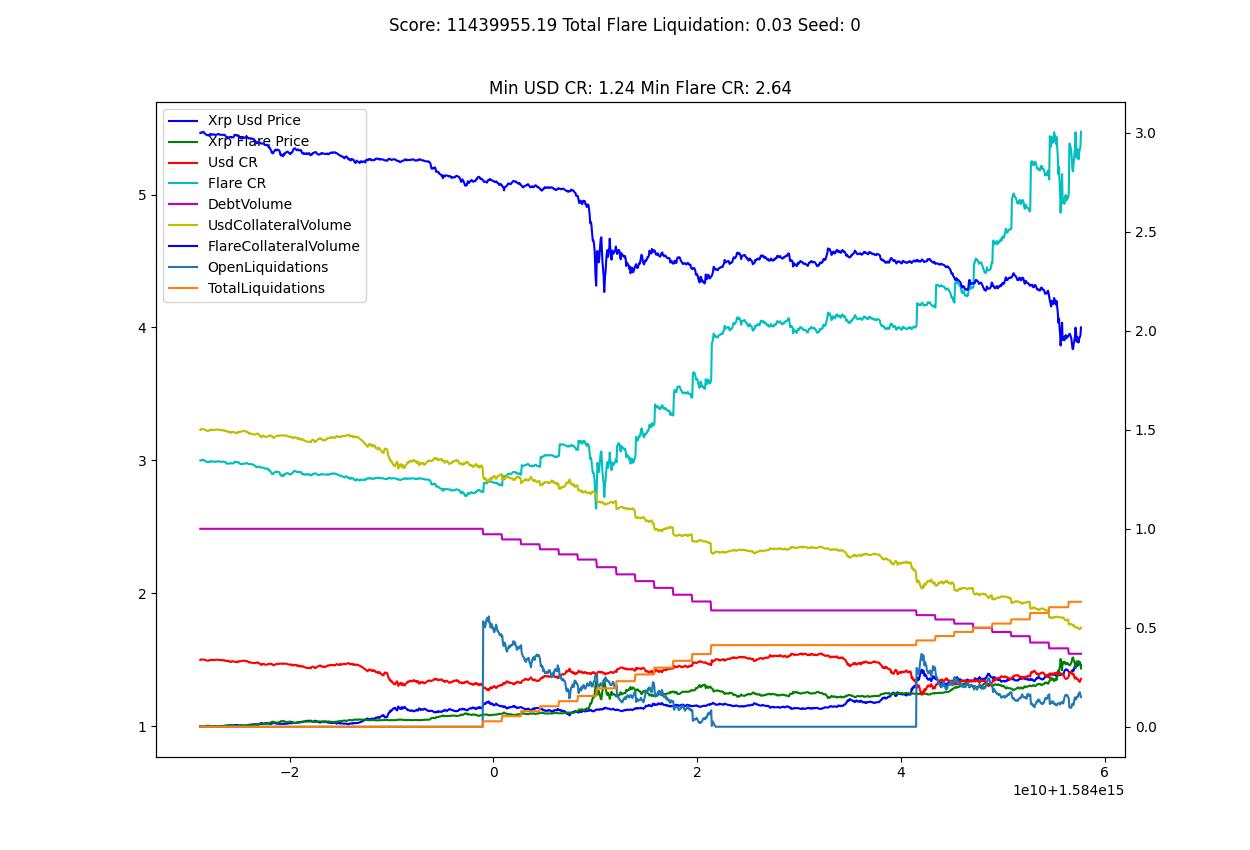 Score: 11439955.19 Total Flare Liquidation: 0.03 Seed: 0
Min USD CR: 1.24 Min Flare CR: 2.64
Xrp Usd Price
Xrp Flare Price
Usd CR
Flare CR
DebtVolume
UsdCollateralVolume
FlareCollateralVolume
OpenLiquidations
TotalLiquidations
5
4
3
2
1
3.0
2.5
2.0
1.5
1.0
0.5
0.0
−2
0
2
4
6
1e10+1.584e15